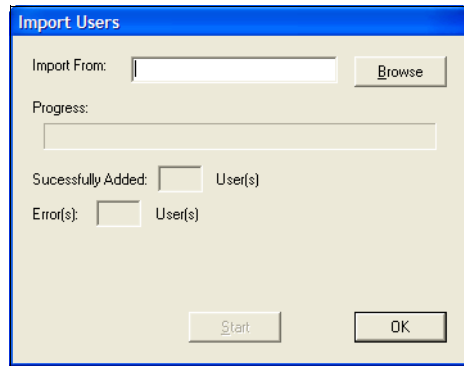 Import Users
Import From:
Browse
Progress:
Sucessfully Added: User(s)
Error(s): User(s)
Start OK